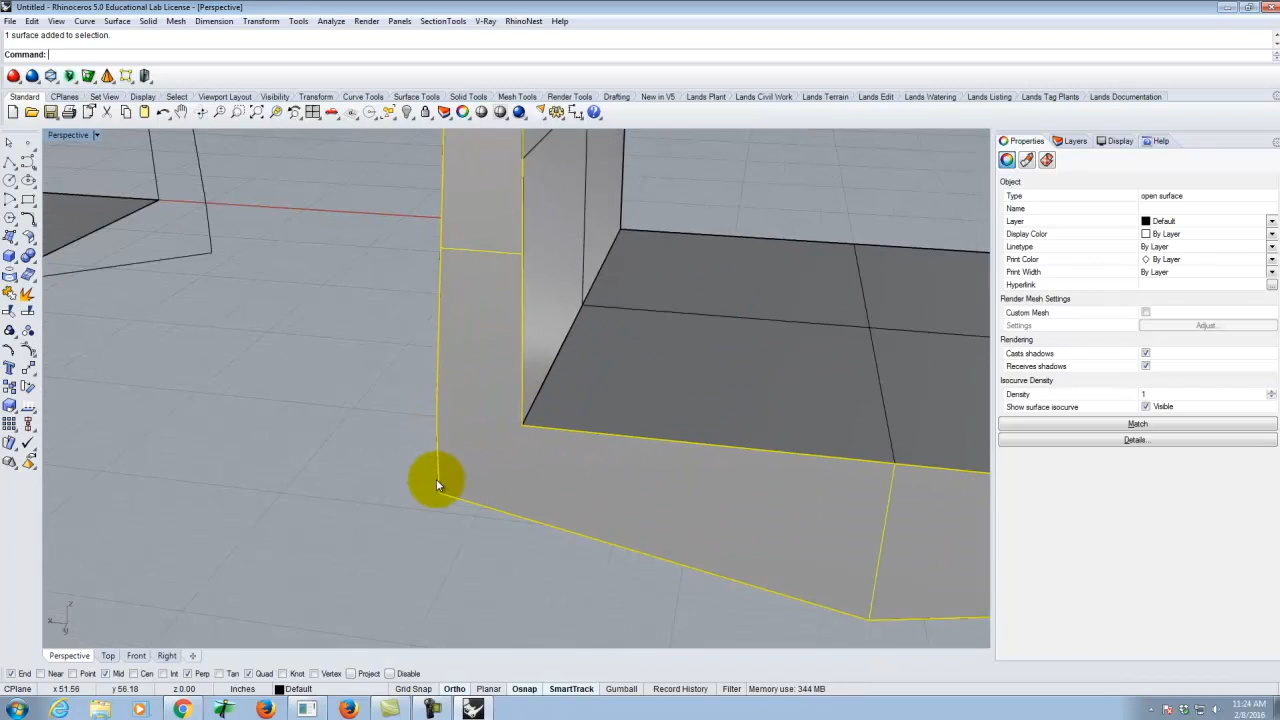 Untitled - Rhinoceros 5.0 Educational Lab License - [Perspective]
File Edit View Curve Surface Solid Mesh Dimension Transform Tools Analyze Render Panels SectionTools V-Ray RhinoNest Help
1 surface added to selection.
Command:
Standard CPlanes Set View Display Select Viewport Layout Visibility Transform Curve Tools Surface Tools Solid Tools Mesh Tools Render Tools Drafting New in V5 Lands Plant Lands Civil Work Lands Terrain Lands Edit Lands Watering Lands Listing Lands Tag Plants Lands Documentation
Perspective
Properties Layers Display Help
Object
Type open surface
Name
Layer Default
Display Color By Layer
Linetype By Layer
Print Color By Layer
Print Width By Layer
Hyperlink ...
Render Mesh Settings
Custom Mesh
Settings Adjust...
Rendering
Casts shadows
Receives shadows
Isocurve Density
Density 1
Show surface isocurve Visible
Match
Details...
z
x
y
Perspective Top Front Right
End Near Point Mid Cen Int Perp Tan Quad Knot Vertex Project Disable
CPlane x 51.56 y 56.18 z 0.00 Inches Default Grid Snap Ortho Planar Osnap SmartTrack Gumball Record History Filter Memory use: 344 MB
11:24 AM
2/8/2016